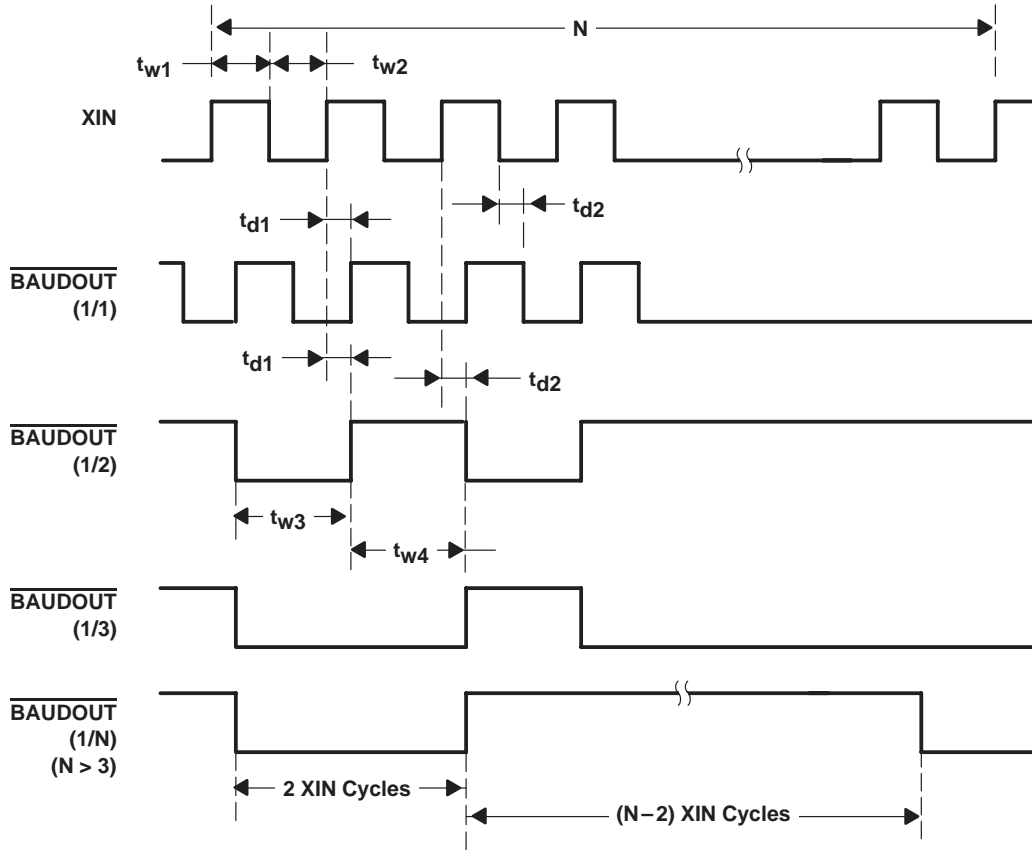 N
tw1
tw2
XIN
td1
td2
BAUDOUT
(1/1)
td1
td2
BAUDOUT
(1/2)
tw3
tw4
BAUDOUT
(1/3)
BAUDOUT
(1/N)
(N > 3)
2 XIN Cycles
(N−2) XIN Cycles